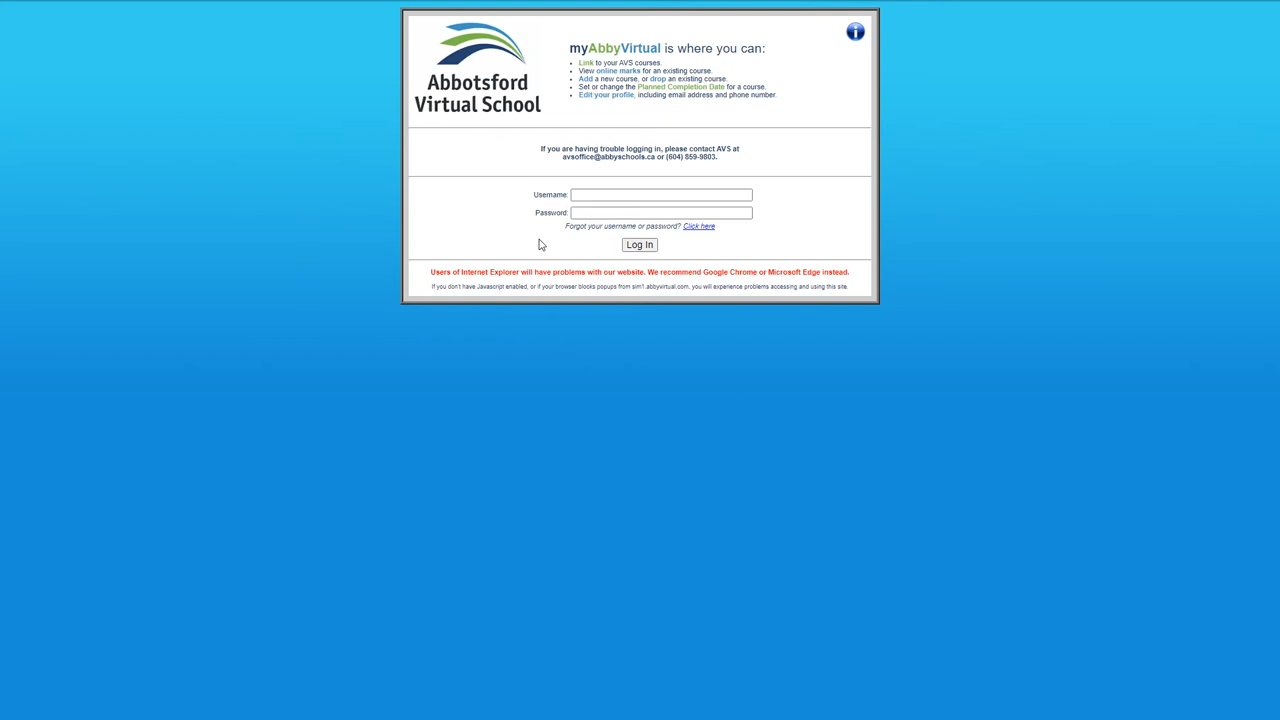 Abbotsford
Virtual School
myAbbyVirtual is where you can:
Link to your AVS courses.
View online marks for an existing course.
Add a new course, or drop an existing course.
Set or change the Planned Completion Date for a course.
Edit your profile, including email address and phone number.
i
If you are having trouble logging in, please contact AVS at
avsoffice@abbyschools.ca or (604) 859-9803.
Username:
Password:
Forgot your username or password? Click here
Log In
Users of Internet Explorer will have problems with our website. We recommend Google Chrome or Microsoft Edge instead.
If you don't have Javascript enabled, or if your browser blocks popups from sim1.abbyvirtual.com, you will experience problems accessing and using this site.